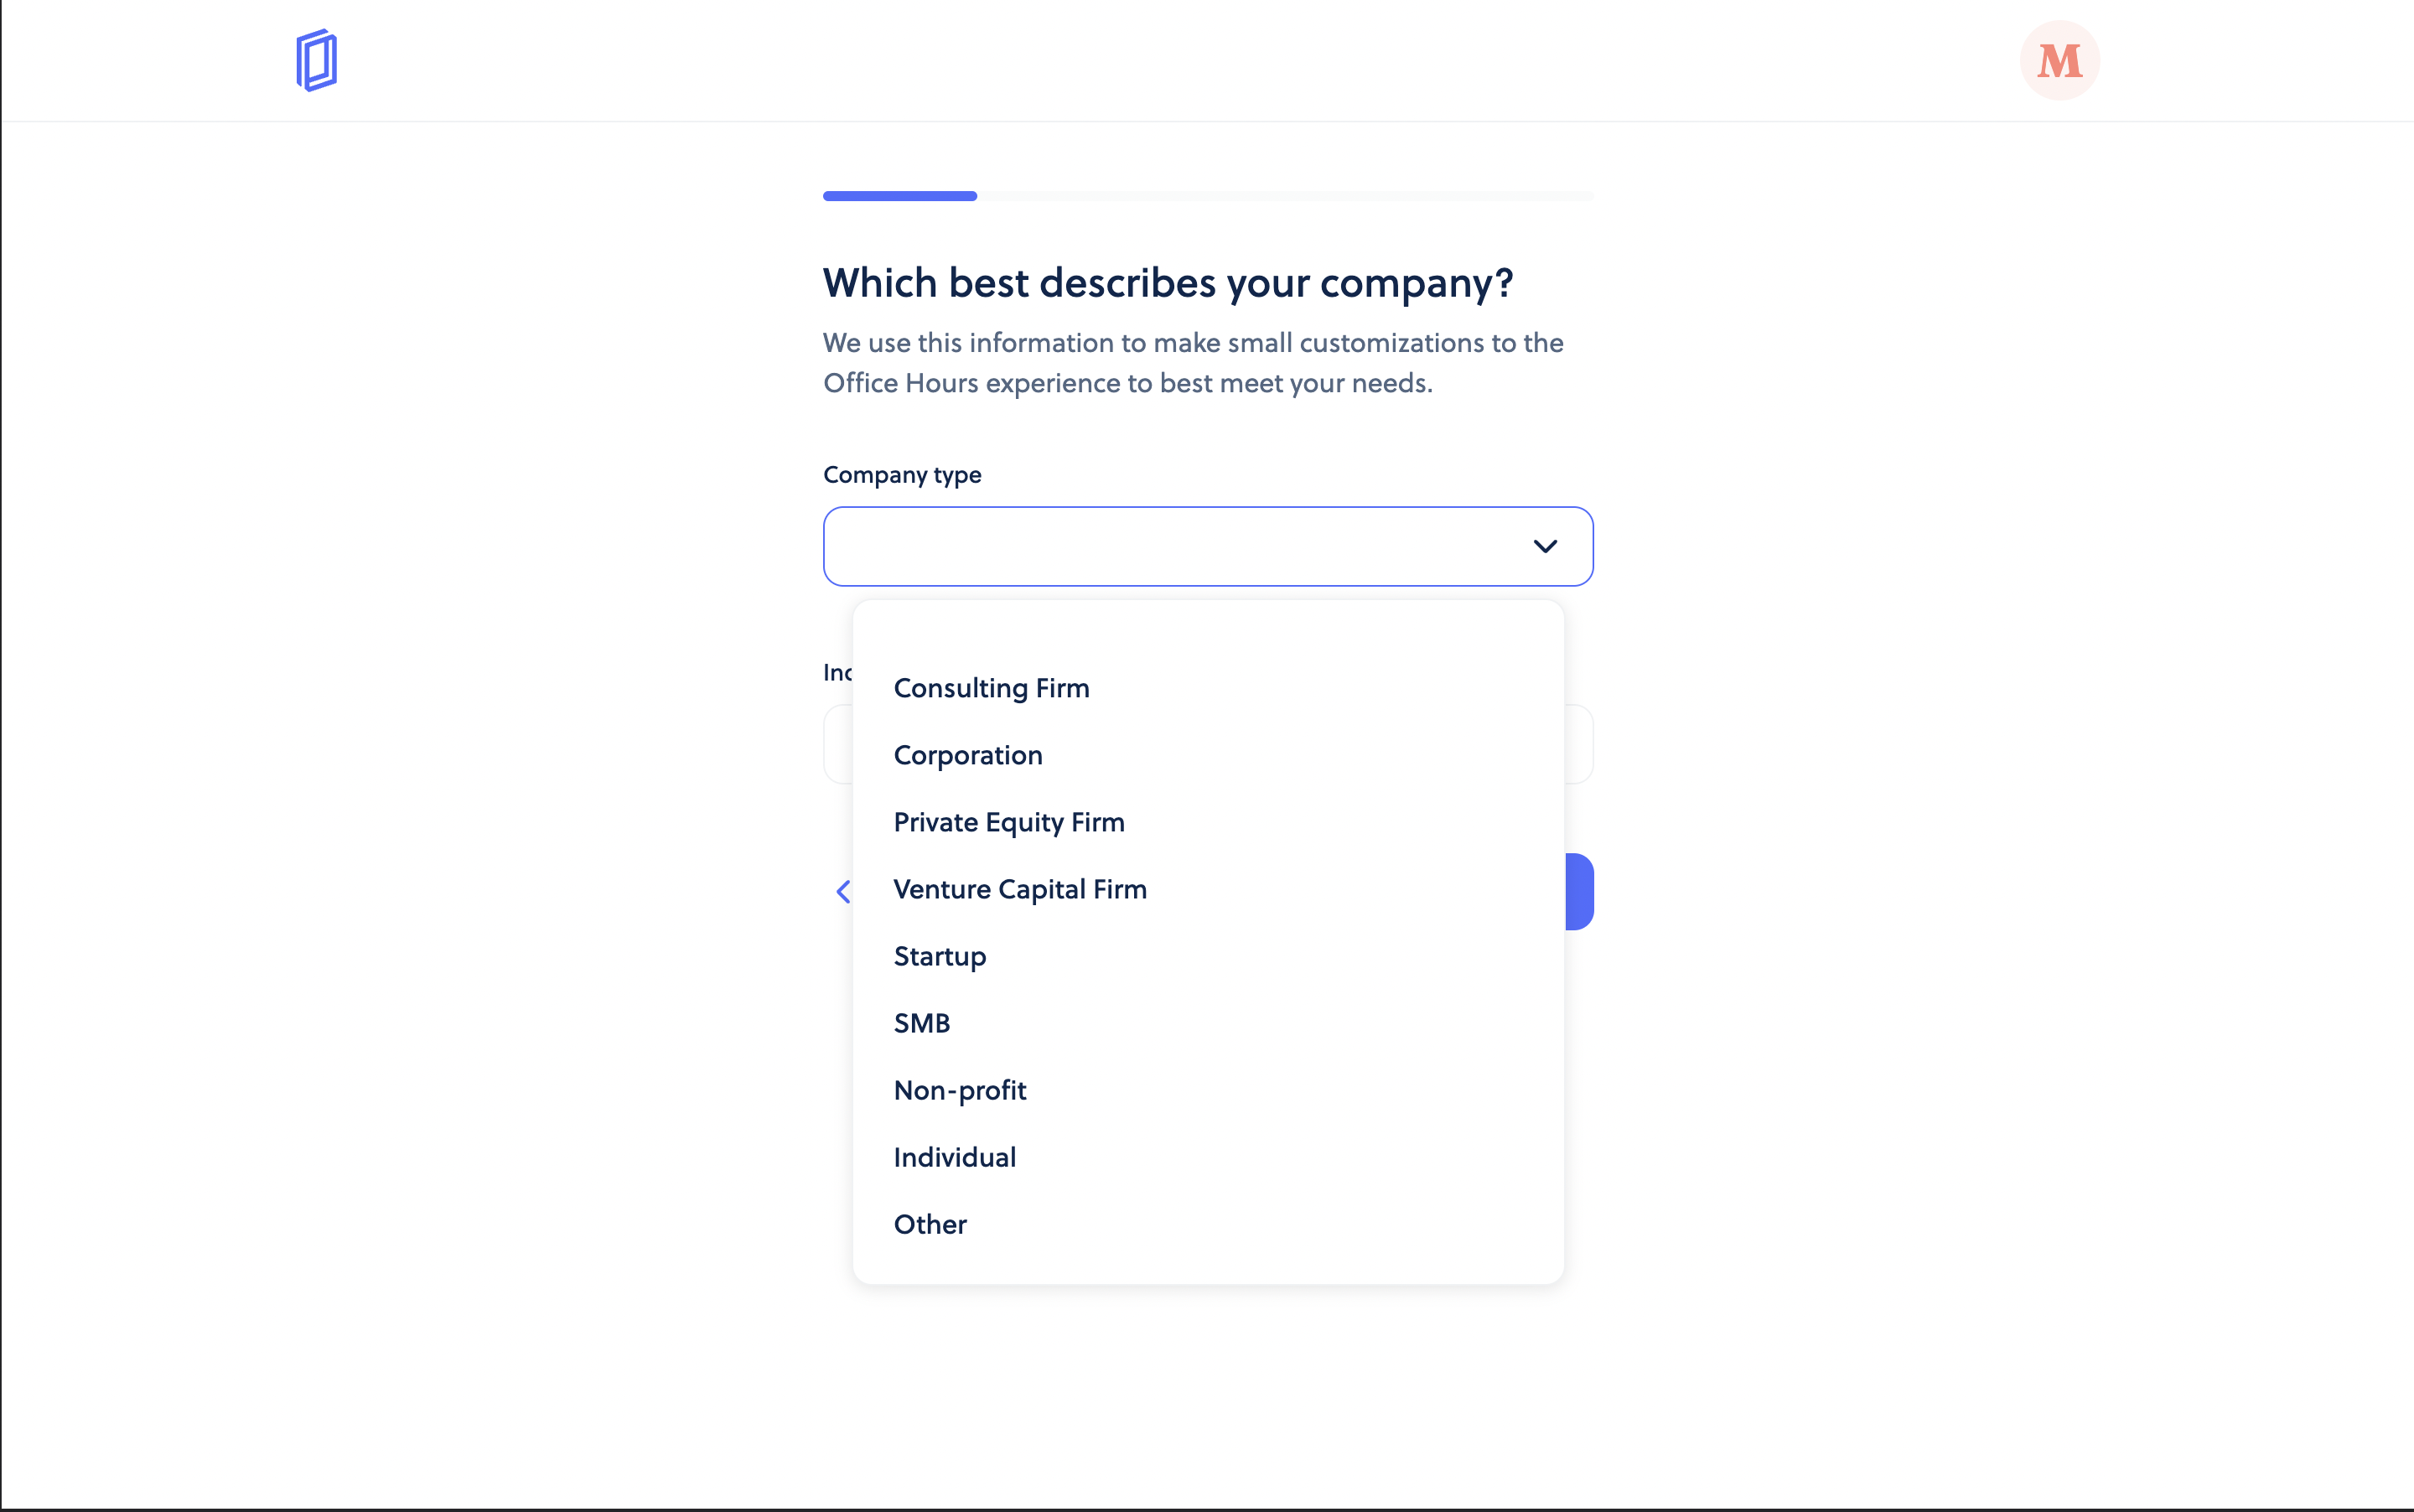 M
Which best describes your company?
We use this information to make small customizations to the
Office Hours experience to best meet your needs.
Company type
Consulting Firm
Corporation
Private Equity Firm
Venture Capital Firm
Startup
SMB
Non-profit
Individual
Other